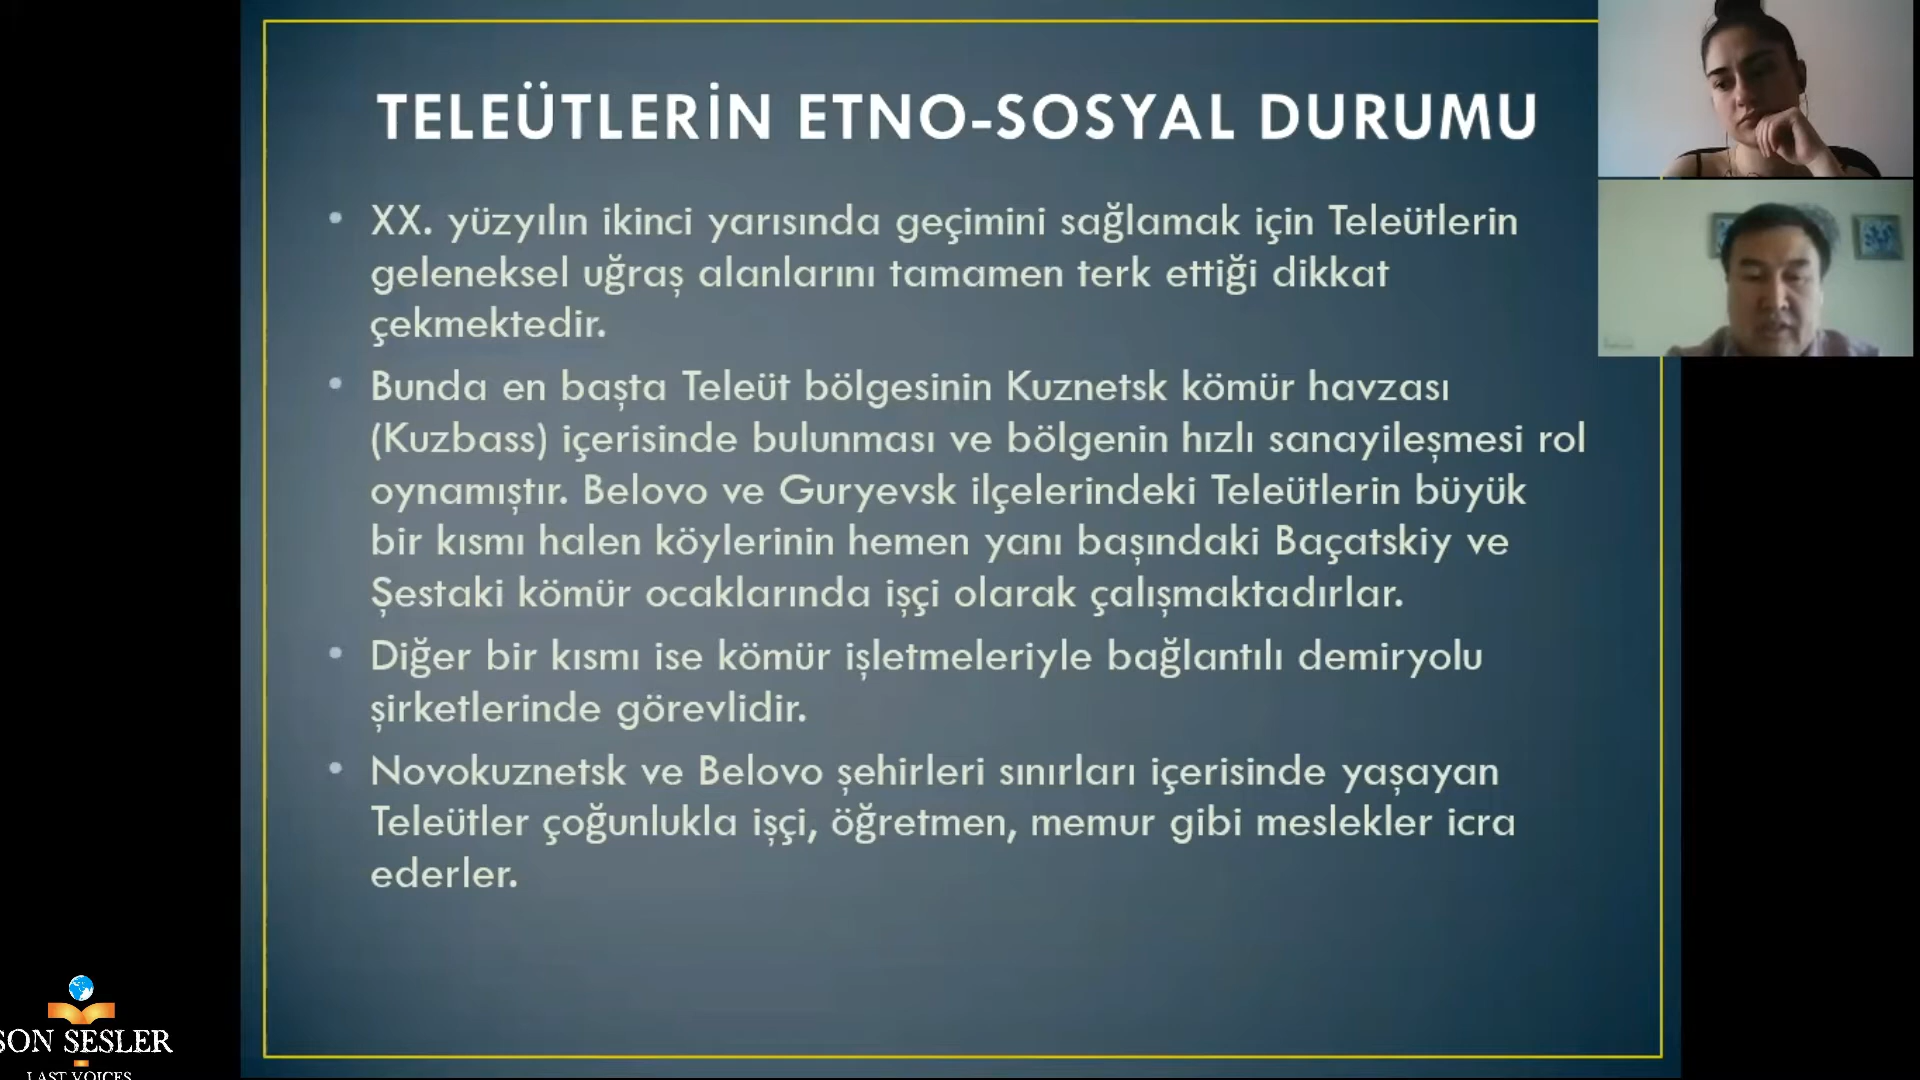 TELEÜTLERİN ETNO-SOSYAL DURUMU
• XX. yüzyılın ikinci yarısında geçimini sağlamak için Teleütlerin
geleneksel uğraş alanlarını tamamen terk ettiği dikkat
çekmektedir.
• Bunda en başta Teleüt bölgesinin Kuznetsk kömür havzası
(Kuzbass) içerisinde bulunması ve bölgenin hızlı sanayileşmesi rol
oynamıştır. Belovo ve Guryevsk ilçelerindeki Teleütlerin büyük
bir kısmı halen köylerinin hemen yanı başındaki Baçatskiy ve
Şestaki kömür ocaklarında işçi olarak çalışmaktadırlar.
• Diğer bir kısmı ise kömür işletmeleriyle bağlantılı demiryolu
şirketlerinde görevlidir.
• Novokuznetsk ve Belovo şehirleri sınırları içerisinde yaşayan
Teleütler çoğunlukla işçi, öğretmen, memur gibi meslekler icra
ederler.
SON SESLER
LAST VOICES